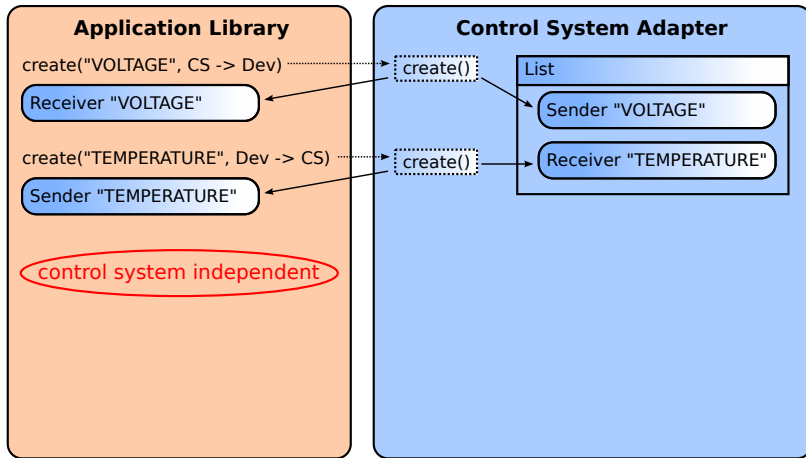 Application Library
create("VOLTAGE", CS -> Dev)
Receiver "VOLTAGE"
create("TEMPERATURE", Dev -> CS)
Sender "TEMPERATURE"
control system independent
Control System Adapter
create()
create()
List
Sender "VOLTAGE"
Receiver "TEMPERATURE"